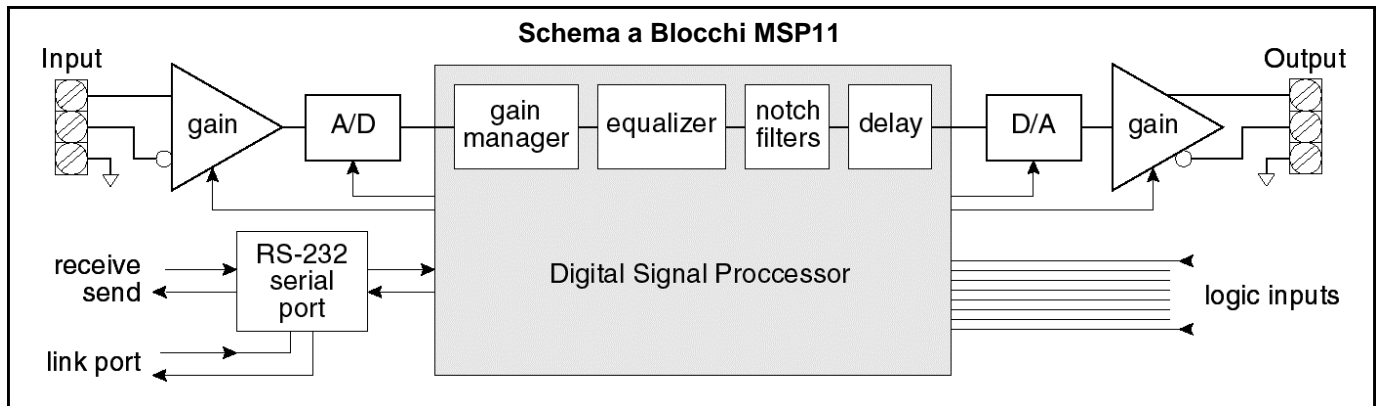 Schema a Blocchi MSP11
Input
Output
gain
A/D
gain
manager
equalizer
notch
filters
delay
D/A
gain
receive
send
RS-232
serial
port
link port
Digital Signal Proccessor
logic inputs